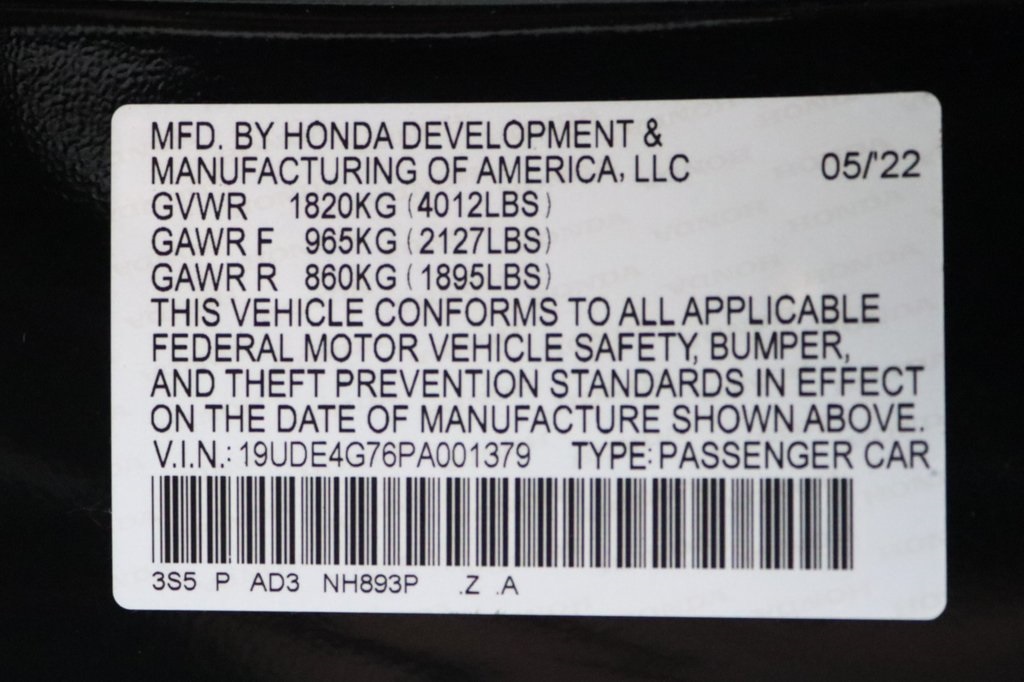 MFD. BY HONDA DEVELOPMENT &
MANUFACTURING OF AMERICA, LLC 05/'22
GVWR 1820KG (4012LBS)
GAWR F 965KG (2127LBS)
GAWR R 860KG (1895LBS)
THIS VEHICLE CONFORMS TO ALL APPLICABLE
FEDERAL MOTOR VEHICLE SAFETY, BUMPER,
AND THEFT PREVENTION STANDARDS IN EFFECT
ON THE DATE OF MANUFACTURE SHOWN ABOVE.
V.I.N.: 19UDE4G76PA001379 TYPE: PASSENGER CAR
3S5 P AD3 NH893P .Z .A